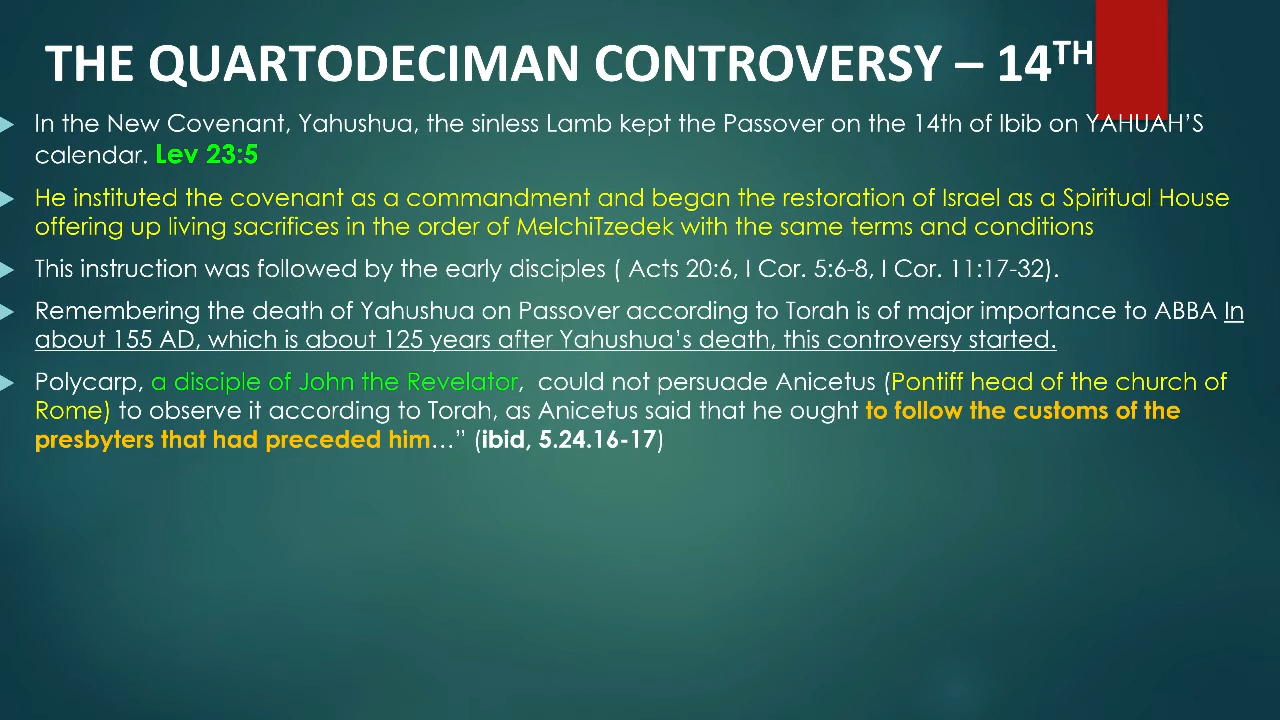 THE QUARTODECIMAN CONTROVERSY – 14TH
In the New Covenant, Yahushua, the sinless Lamb kept the Passover on the 14th of Ibib on YAHUAH'S
calendar. Lev 23:5
He instituted the covenant as a commandment and began the restoration of Israel as a Spiritual House
offering up living sacrifices in the order of MelchiTzedek with the same terms and conditions
This instruction was followed by the early disciples ( Acts 20:6, I Cor. 5:6-8, I Cor. 11:17-32).
Remembering the death of Yahushua on Passover according to Torah is of major importance to ABBA In
about 155 AD, which is about 125 years after Yahushua's death, this controversy started.
Polycarp, a disciple of John the Revelator,  could not persuade Anicetus (Pontiff head of the church of
Rome) to observe it according to Torah, as Anicetus said that he ought to follow the customs of the
presbyters that had preceded him…” (ibid, 5.24.16-17)